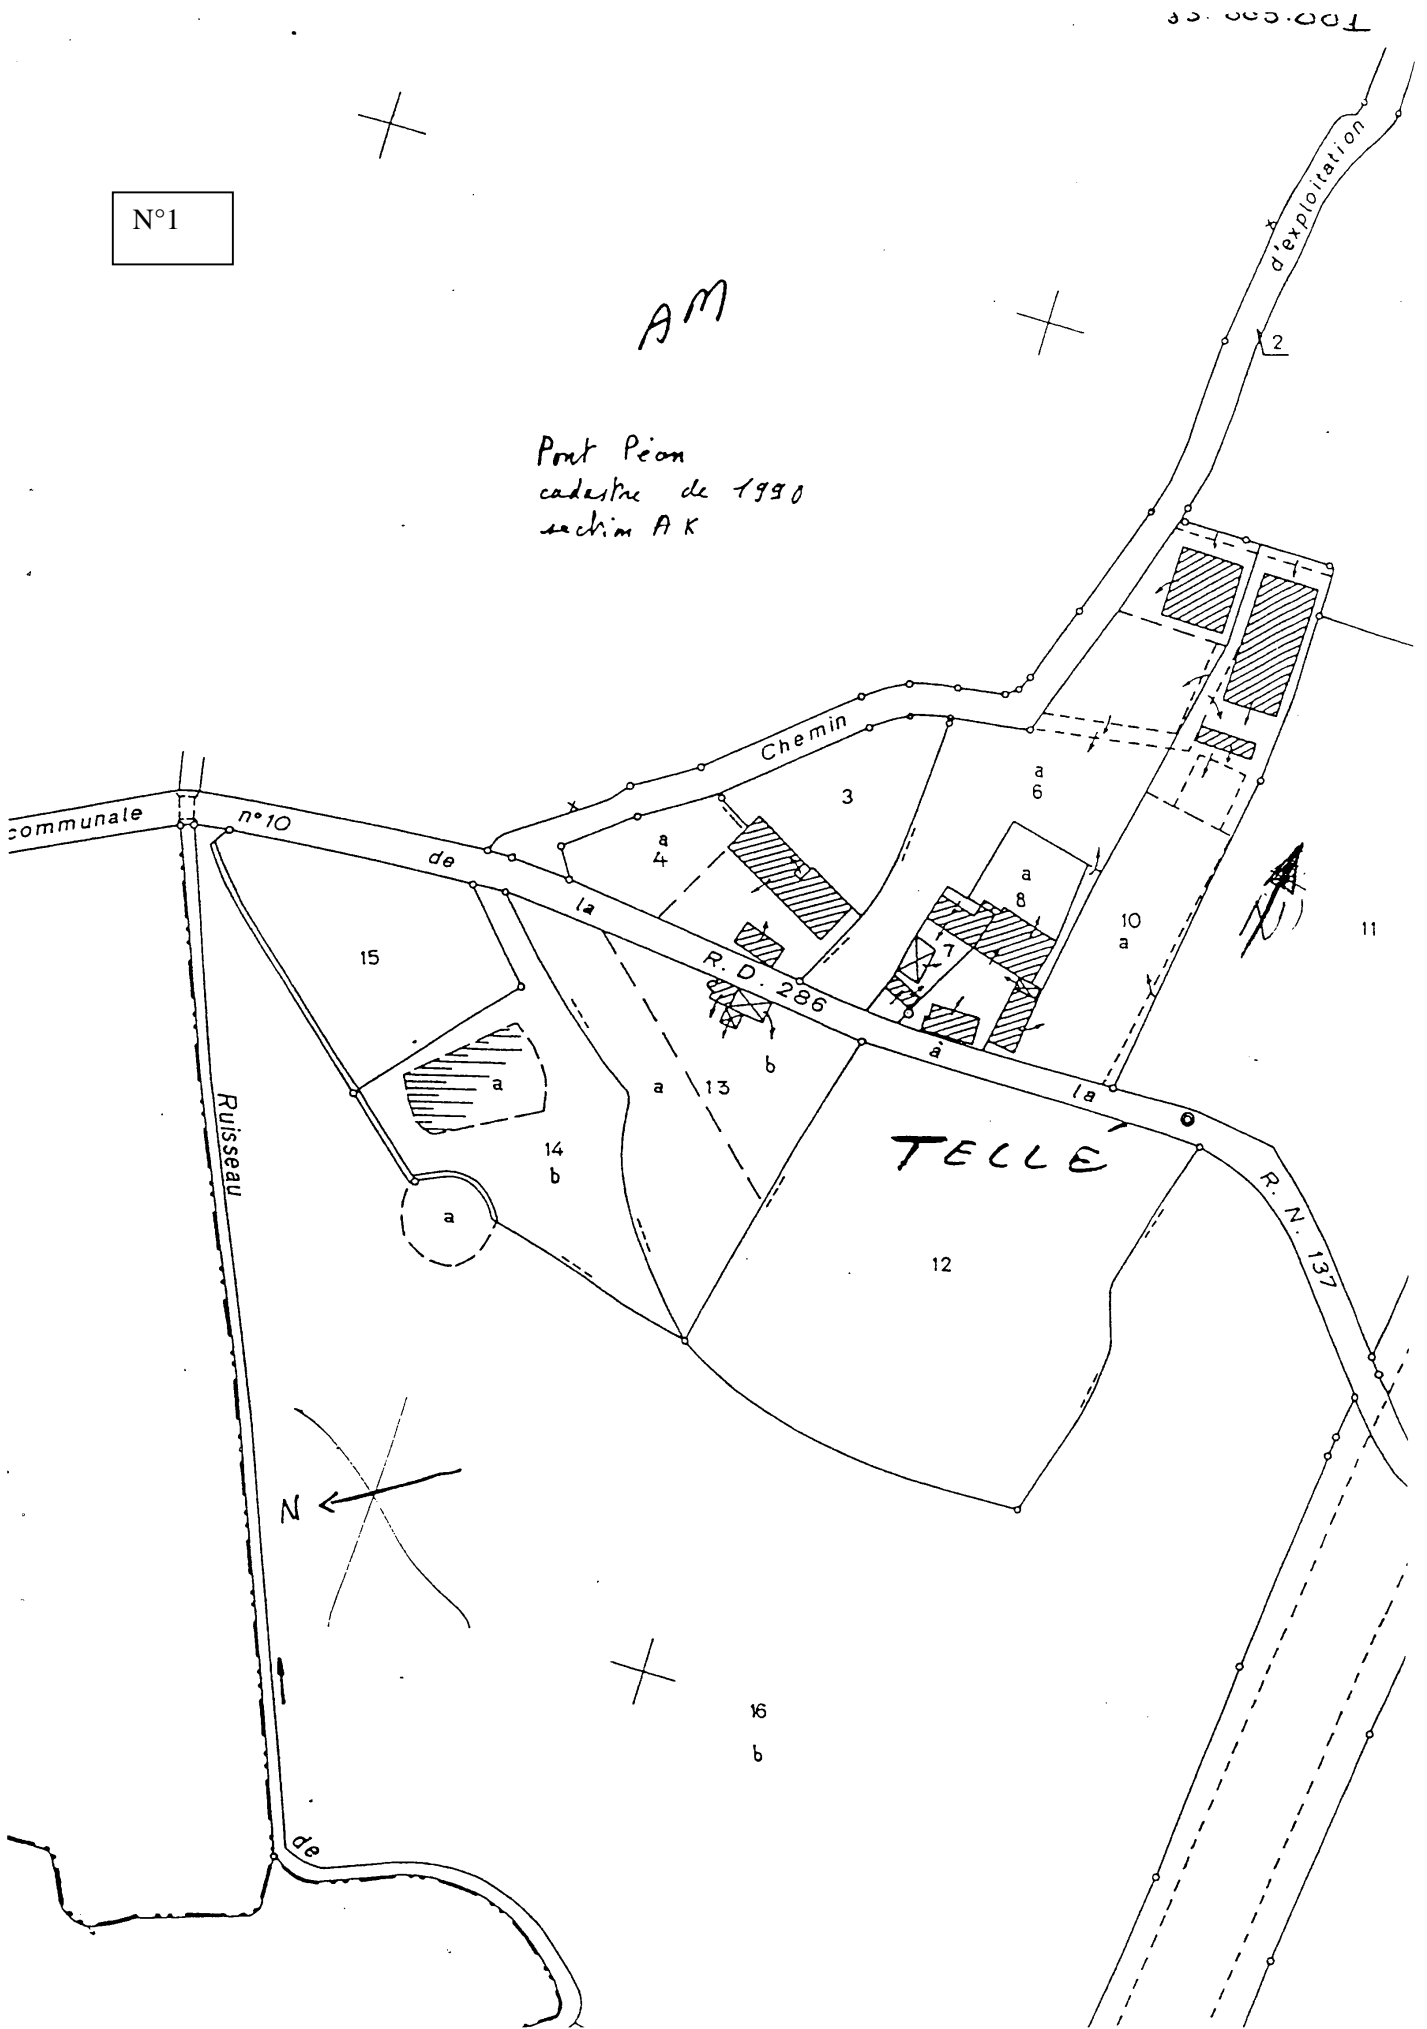 N°1
AM
Pont Péan
cadastre de 1990
section AK
Chemin d'exploitation
2
3
a
4
a
6
a
8
7
10
a
11
communale n°10 de la R.D. 286 à la R.N. 137
15
a
14
b
a
a 13
b
TELLÉ
12
Ruisseau de
N
N
16
b